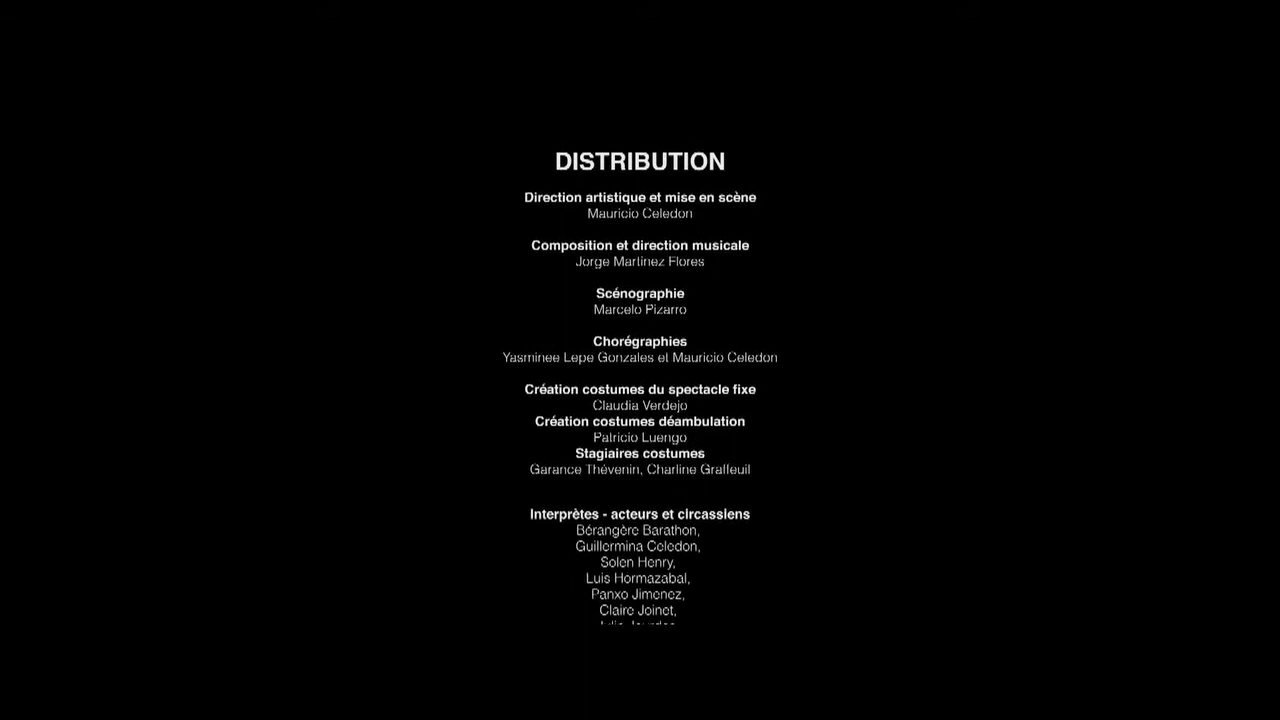 DISTRIBUTION
Direction artistique et mise en scène
Mauricio Celedon
Composition et direction musicale
Jorge Martinez Flores
Scénographie
Marcelo Pizarro
Chorégraphies
Yasminee Lepe Gonzales et Mauricio Celedon
Création costumes du spectacle fixe
Claudia Verdejo
Création costumes déambulation
Patricio Luengo
Stagiaires costumes
Garance Thévenin, Charline Graffeuil
Interprètes - acteurs et circassiens
Bérangère Barathon,
Guillermina Celedon,
Solen Henry,
Luis Hormazabal,
Panxo Jimenez,
Claire Joinet,